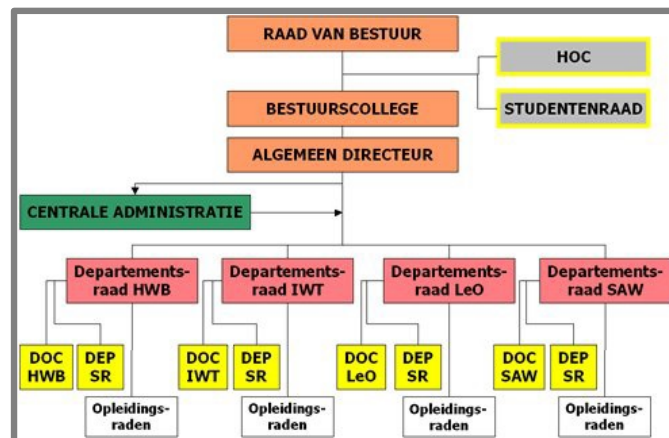 RAAD VAN BESTUUR
HOC
BESTUURSCOLLEGE
STUDENTENRAAD
ALGEMEEN DIRECTEUR
CENTRALE ADMINISTRATIE
Departements-
raad HWB
Departements-
raad IWT
Departements-
raad LeO
Departements-
raad SAW
DOC
HWB
DEP
SR
DOC
IWT
DEP
SR
DOC
LeO
DEP
SR
DOC
SAW
DEP
SR
Opleidings-
raden
Opleidings-
raden
Opleidings-
raden
Opleidings-
raden